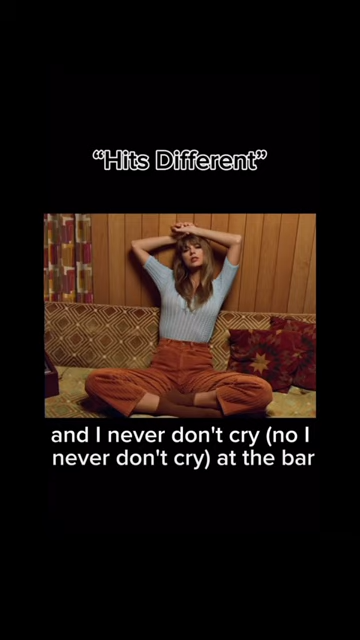 “Hits Different”
and I never don't cry (no I
never don't cry) at the bar